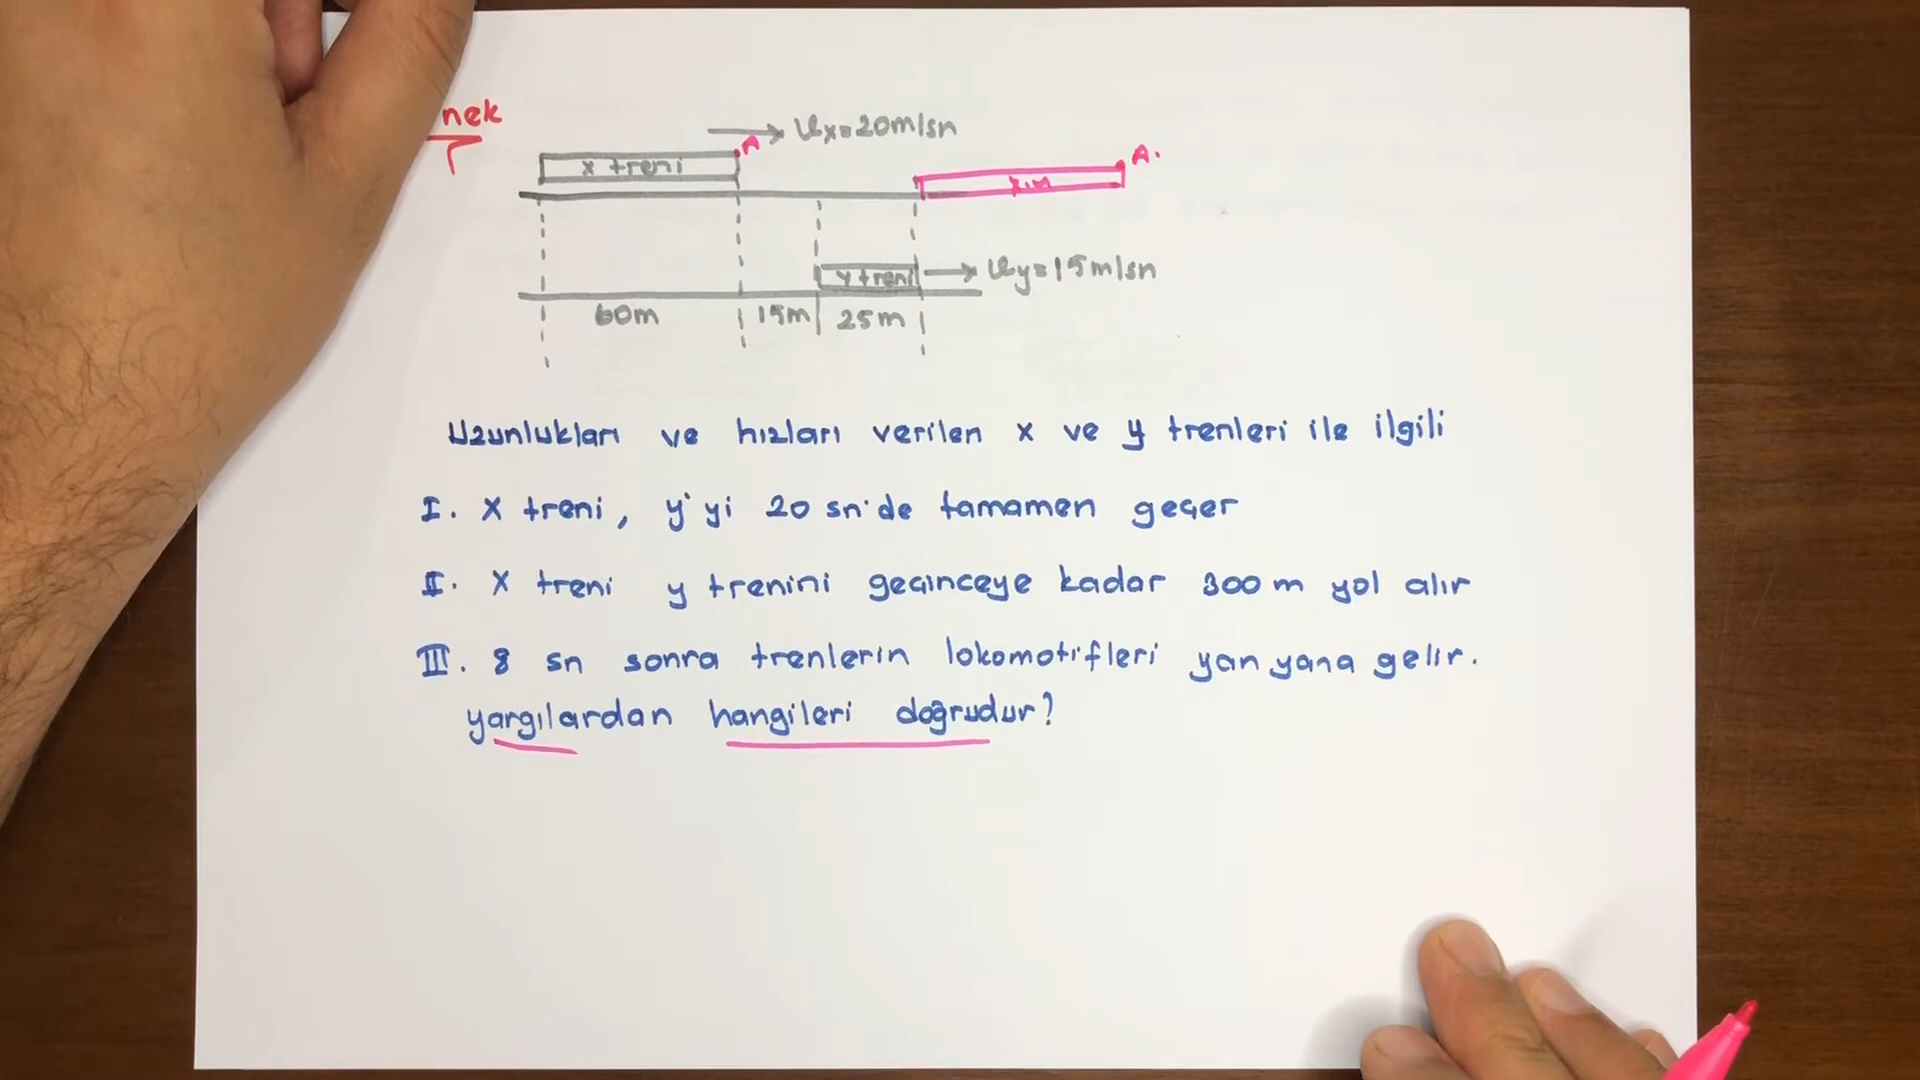 nek
ϑx=20m/sn
x treni
A
A.
y treni
ϑy=15m/sn
60m
15m
25m
Uzunlukları ve hızları verilen x ve y trenleri ile ilgili
I. X treni, y'yi 20 sn'de tamamen geçer
II. X treni y trenini geçinceye kadar 300 m yol alır
III. 8 sn sonra trenlerin lokomotifleri yan yana gelir.
yargılardan hangileri doğrudur?